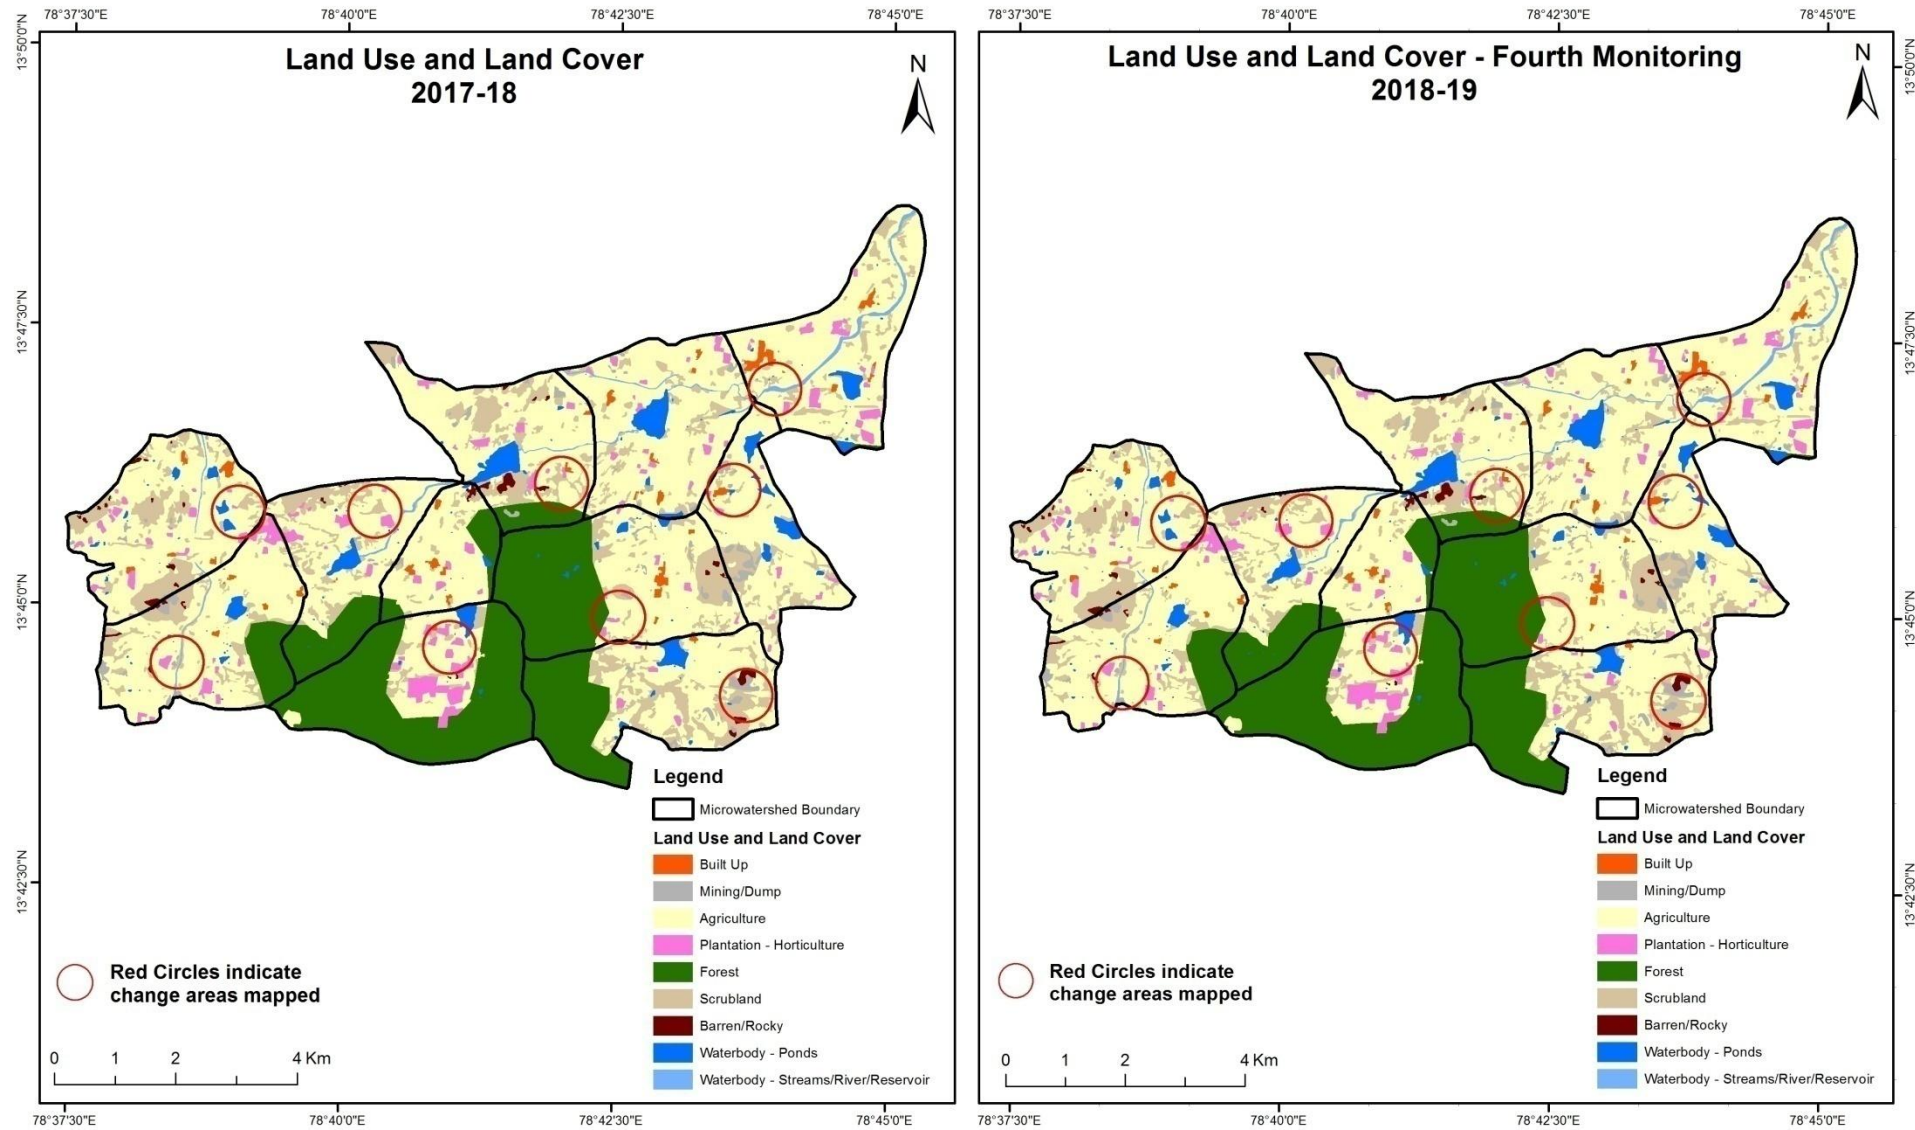 78°37'30"E
78°40'0"E
78°42'30"E
78°45'0"E
13°50'0"N
13°47'30"N
13°45'0"N
13°42'30"N
Land Use and Land Cover
2017-18
N
Legend
Microwatershed Boundary
Land Use and Land Cover
Built Up
Mining/Dump
Agriculture
Plantation - Horticulture
Forest
Scrubland
Barren/Rocky
Waterbody - Ponds
Waterbody - Streams/River/Reservoir
Red Circles indicate
change areas mapped
0 1 2 4 Km
78°37'30"E
78°40'0"E
78°42'30"E
78°45'0"E
78°37'30"E
78°40'0"E
78°42'30"E
78°45'0"E
Land Use and Land Cover - Fourth Monitoring
2018-19
N
13°50'0"N
13°47'30"N
13°45'0"N
13°42'30"N
Legend
Microwatershed Boundary
Land Use and Land Cover
Built Up
Mining/Dump
Agriculture
Plantation - Horticulture
Forest
Scrubland
Barren/Rocky
Waterbody - Ponds
Waterbody - Streams/River/Reservoir
Red Circles indicate
change areas mapped
0 1 2 4 Km
78°37'30"E
78°40'0"E
78°42'30"E
78°45'0"E